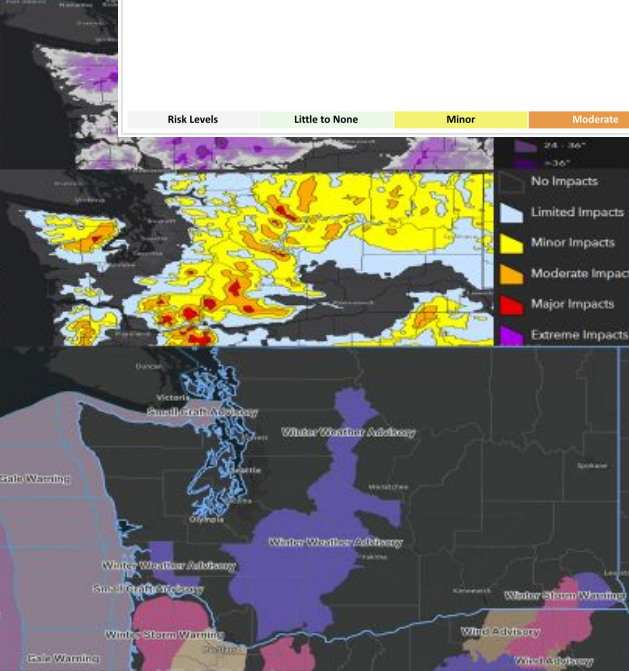 Risk Levels Little to None Minor Moderate
24 - 36"
>36"
No Impacts
Limited Impacts
Minor Impacts
Moderate Impac
Major Impacts
Extreme Impacts
Duncan
Victoria
Small Craft Advisory
Winter Weather Advisory
Seattle
Spokane
Gale Warning
Wenatchee
Olympia
Winter Weather Advisory
Yakima
Winter Weather Advisory
Small Craft Advisory
Kennewick
Winter Storm Warning
Winter Storm Warning
Wind Advisory
Portland
Gale Warning
Wind Advisory